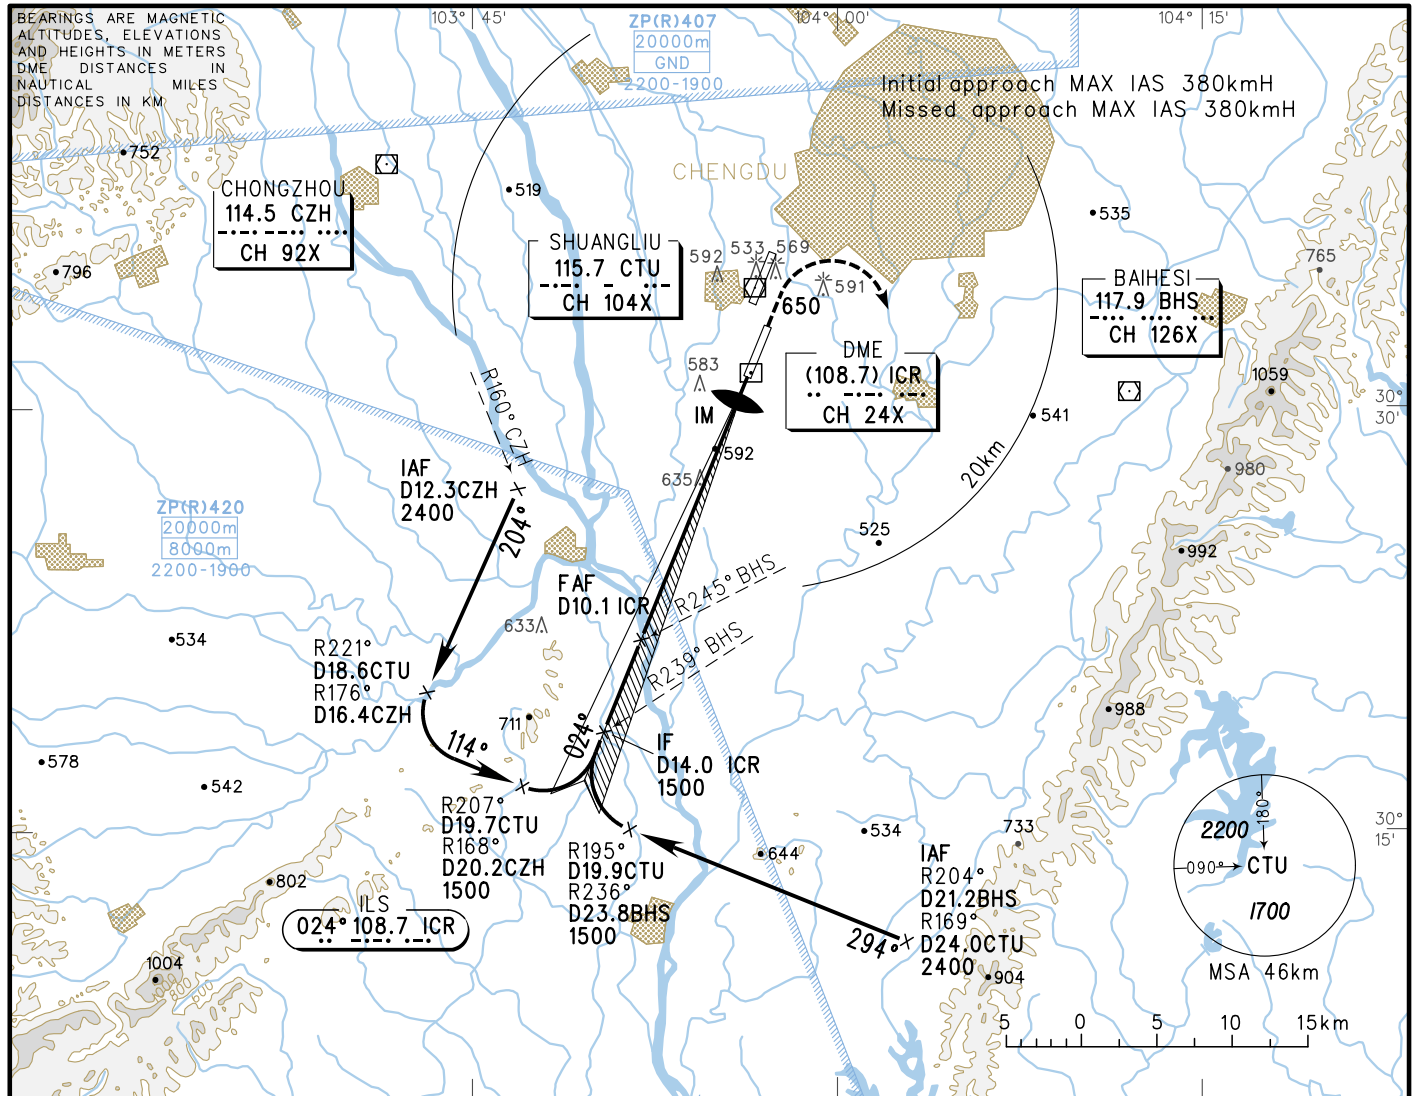 BEARINGS ARE MAGNETIC
ALTITUDES, ELEVATIONS
AND HEIGHTS IN METERS
DME DISTANCES IN
NAUTICAL MILES
DISTANCES IN KM
103° 45'
104° 00'
104° 15'
ZP(R)407
20000m
GND
2200-1900
Initial approach MAX IAS 380kmH
Missed approach MAX IAS 380kmH
752
519
CHENGDU
535
CHONGZHOU
114.5 CZH
CH 92X
796
SHUANGLIU
115.7 CTU
CH 104X
592
533
569
591
650
765
BAIHESI
117.9 BHS
CH 126X
DME
(108.7) ICR
CH 24X
583
IM
1059
30°
30'
541
R160° CZH
592
635
20km
980
IAF
D12.3CZH
2400
204°
ZP(R)420
20000m
8000m
2200-1900
525
992
FAF
D10.1 ICR
R245° BHS
R239° BHS
633
534
R221°
D18.6CTU
R176°
D16.4CZH
711
024°
114°
988
578
542
IF
D14.0 ICR
1500
R207°
D19.7CTU
R168°
D20.2CZH
1500
R195°
D19.9CTU
R236°
D23.8BHS
1500
644
534
733
IAF
R204°
D21.2BHS
R169°
D24.0CTU
2400
294°
904
30°
15'
2200
180°
090°
CTU
1700
MSA 46km
802
ILS
024° 108.7 ICR
1004
5 0 5 10 15km